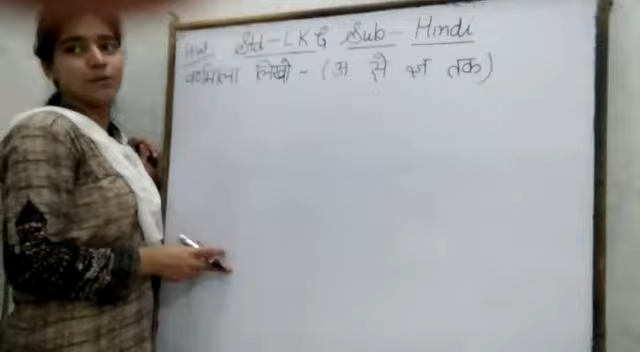 H.W. Std - LKG Sub - Hindi
वर्णमाला लिखो - (अ से ज्ञ तक)